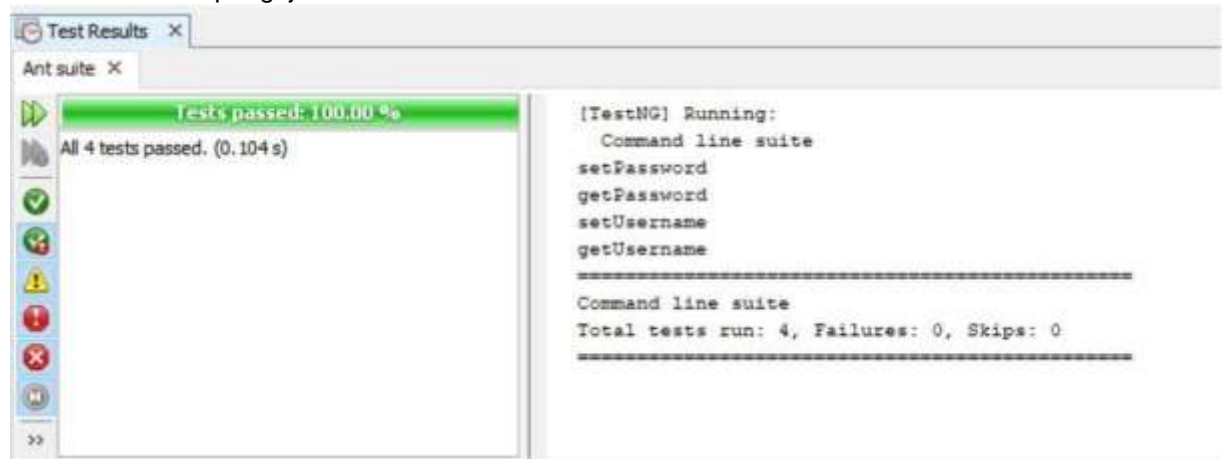 Test Results
Ant suite
Tests passed: 100.00 %
All 4 tests passed. (0.104 s)
[TestNG] Running:
Command line suite
setPassword
getPassword
setUsername
getUsername
===============================================
Command line suite
Total tests run: 4, Failures: 0, Skips: 0
===============================================